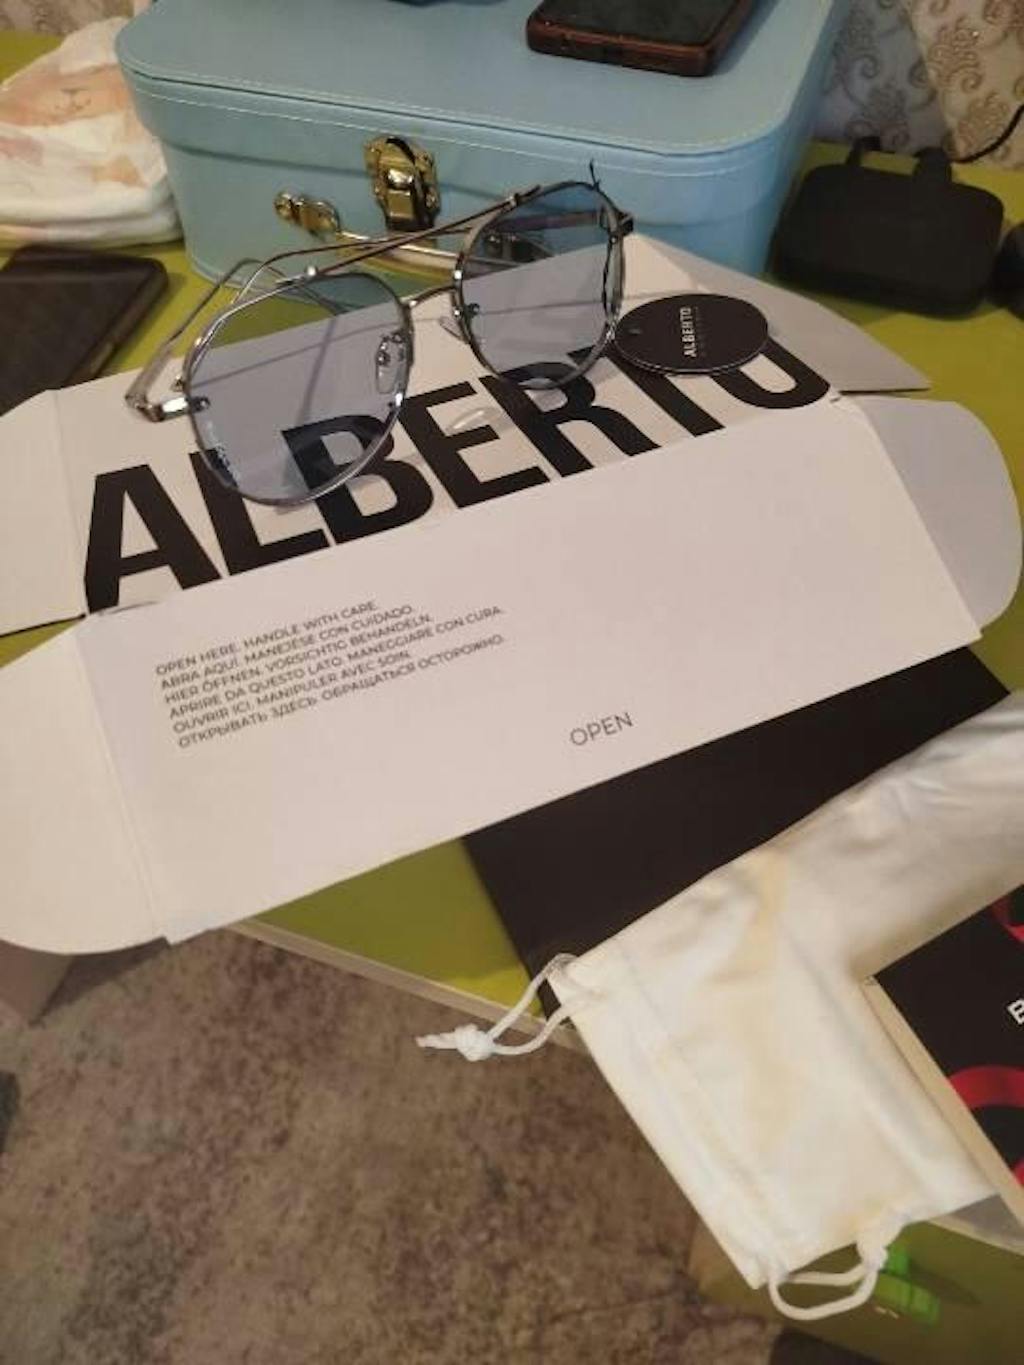 ALBERTO
ALBERTO
OPEN HERE. HANDLE WITH CARE.
ABRA AQUÍ. MANEJESE CON CUIDADO.
HIER ÖFFNEN. VORSICHTIG BEHANDELN.
APRIRE DA QUESTO LATO. MANEGGIARE CON CURA.
OUVRIR ICI. MANIPULER AVEC SOIN.
ОТКРЫВАТЬ ЗДЕСЬ. ОБРАЩАТЬСЯ ОСТОРОЖНО.
OPEN